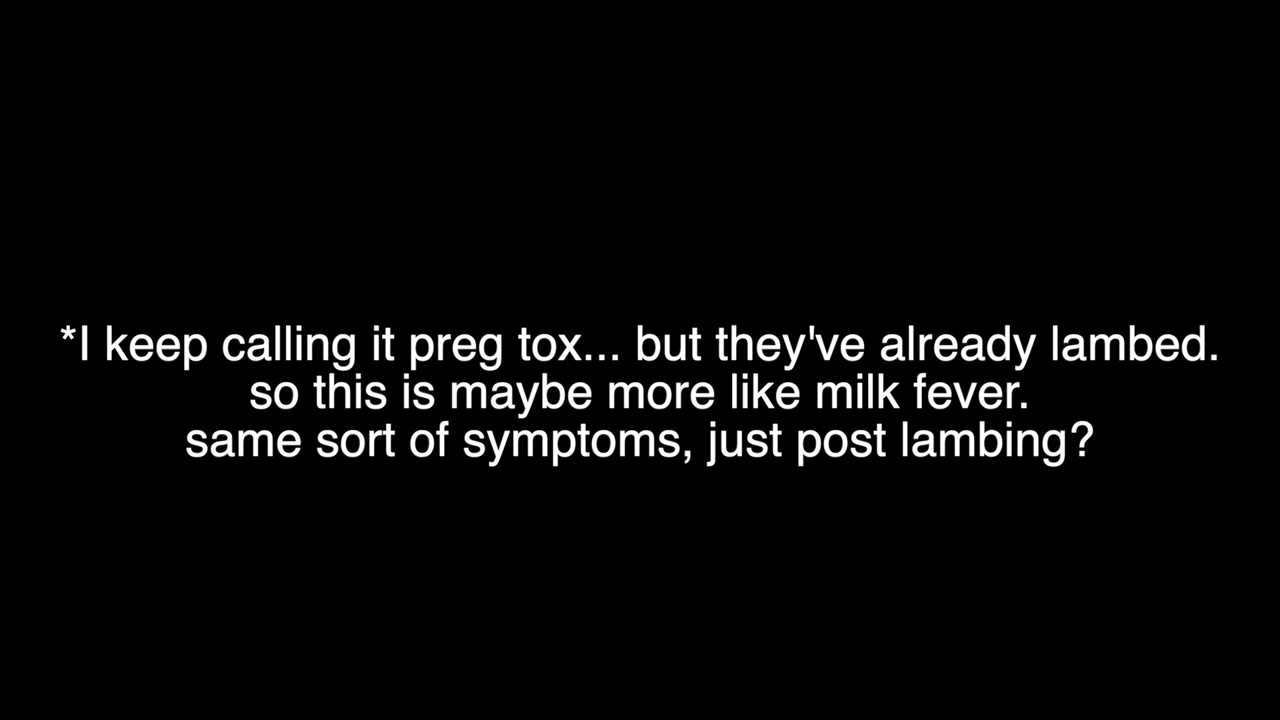 *I keep calling it preg tox... but they've already lambed.
so this is maybe more like milk fever.
same sort of symptoms, just post lambing?